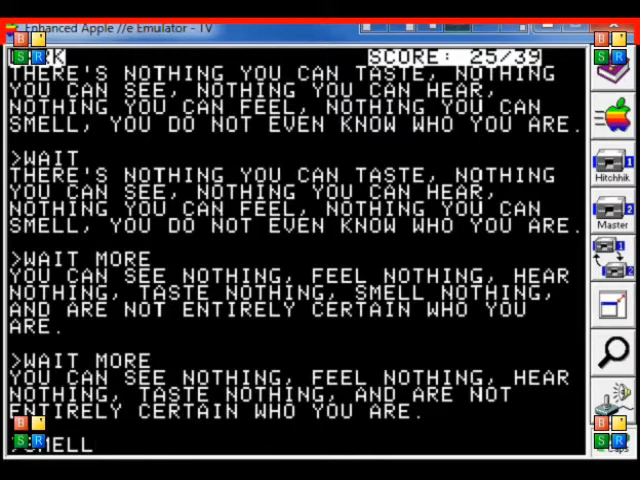 Enhanced Apple //e Emulator - TV
SCORE: 25/39
THERE'S NOTHING YOU CAN TASTE, NOTHING
YOU CAN SEE, NOTHING YOU CAN HEAR,
NOTHING YOU CAN FEEL, NOTHING YOU CAN
SMELL, YOU DO NOT EVEN KNOW WHO YOU ARE.
>WAIT
THERE'S NOTHING YOU CAN TASTE, NOTHING
YOU CAN SEE, NOTHING YOU CAN HEAR,
NOTHING YOU CAN FEEL, NOTHING YOU CAN
SMELL, YOU DO NOT EVEN KNOW WHO YOU ARE.
>WAIT MORE
YOU CAN SEE NOTHING, FEEL NOTHING, HEAR
NOTHING, TASTE NOTHING, SMELL NOTHING,
AND ARE NOT ENTIRELY CERTAIN WHO YOU
ARE.
>WAIT MORE
YOU CAN SEE NOTHING, FEEL NOTHING, HEAR
NOTHING, TASTE NOTHING, AND ARE NOT
ENTIRELY CERTAIN WHO YOU ARE.
>SMELL
1
Hitchhik
2
Master
1
2
B
S R
B
S R
B
S R
B
S R